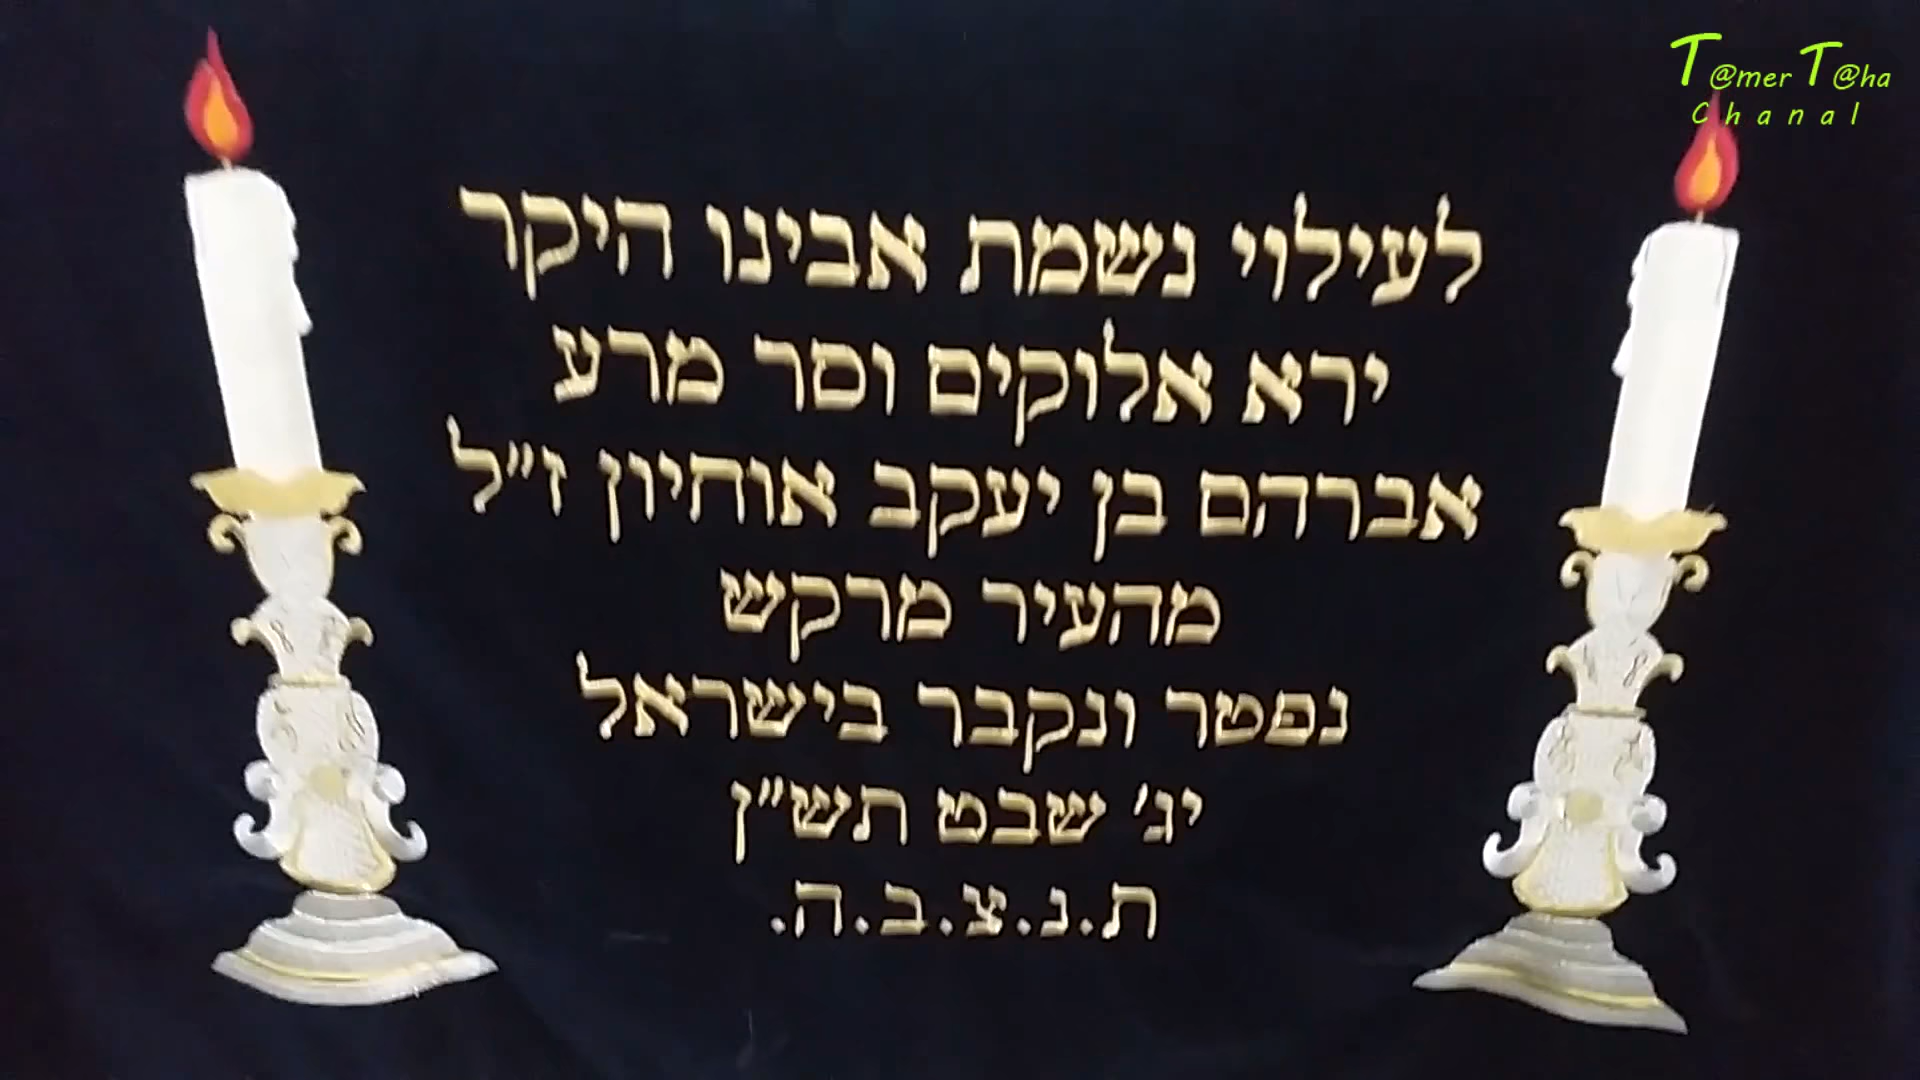 T@mer T@ha
Chanal
לעילוי נשמת אבינו היקר
ירא אלוקים וסר מרע
אברהם בן יעקב אוחיון ז"ל
מהעיר מרקש
נפטר ונקבר בישראל
יג' שבט תש"ן
ת.נ.צ.ב.ה.